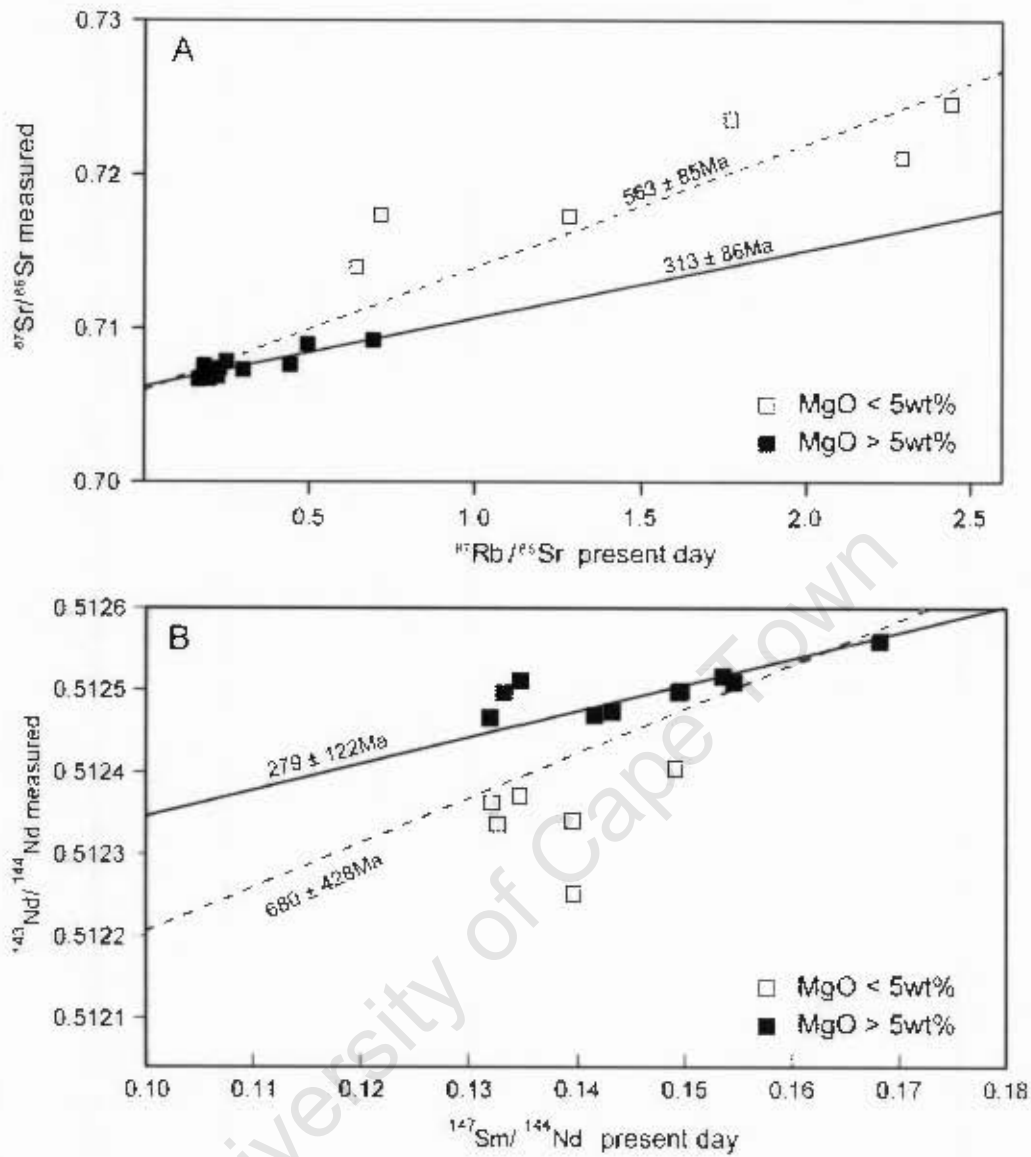 A
0.73
0.72
0.71
0.70
⁸⁷Sr/⁸⁶Sr measured
563 ± 85Ma
313 ± 86Ma
MgO < 5wt%
MgO > 5wt%
0.5 1.0 1.5 2.0 2.5
⁸⁷Rb/⁸⁶Sr present day
B
0.5126
0.5125
0.5124
0.5123
0.5122
0.5121
¹⁴³Nd/ ¹⁴⁴Nd measured
279 ± 122Ma
680 ± 428Ma
MgO < 5wt%
MgO > 5wt%
0.10 0.11 0.12 0.13 0.14 0.15 0.16 0.17 0.18
¹⁴⁷Sm/ ¹⁴⁴Nd present day
iversity of Cape Town